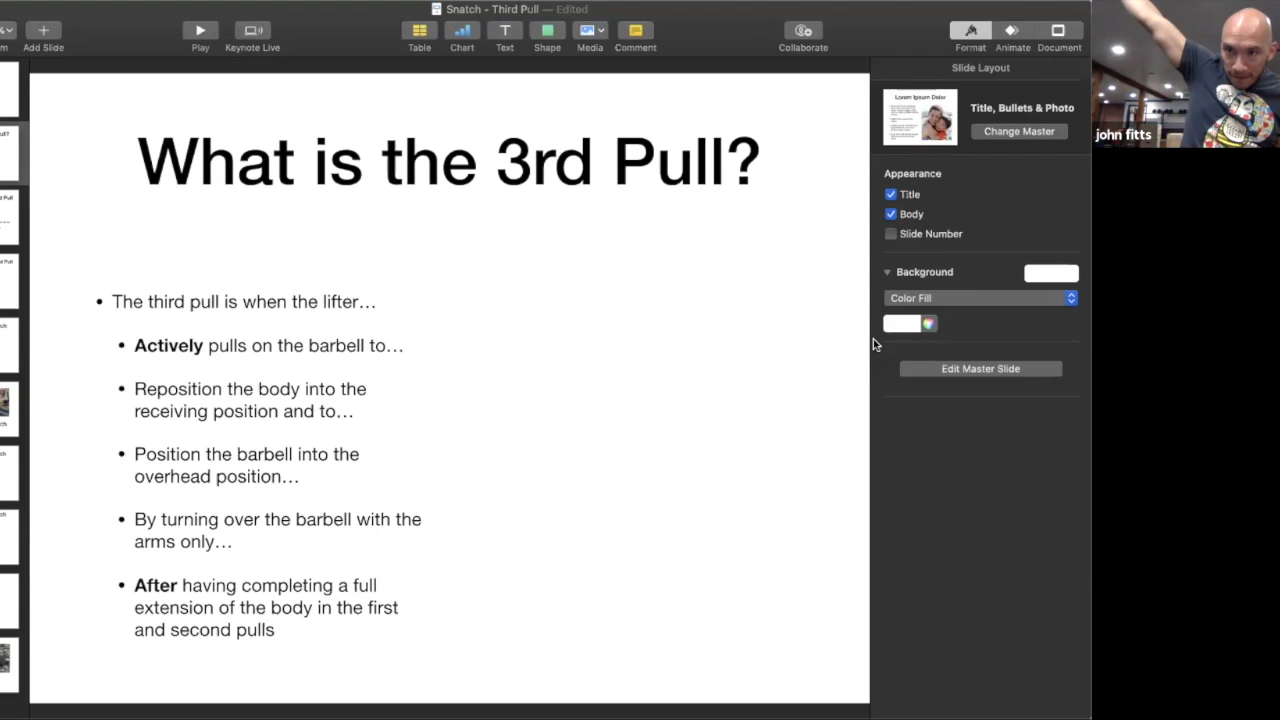 Snatch - Third Pull — Edited
Add Slide
Play
Keynote Live
Table
Chart
Text
Shape
Media
Comment
Collaborate
Format
Animate
Document
What is the 3rd Pull?
• The third pull is when the lifter…
• Actively pulls on the barbell to…
• Reposition the body into the
receiving position and to…
• Position the barbell into the
overhead position…
• By turning over the barbell with the
arms only…
• After having completing a full
extension of the body in the first
and second pulls
Slide Layout
Lorem Ipsum Dolor
Title, Bullets & Photo
Change Master
Appearance
Title
Body
Slide Number
Background
Color Fill
Edit Master Slide
john fitts